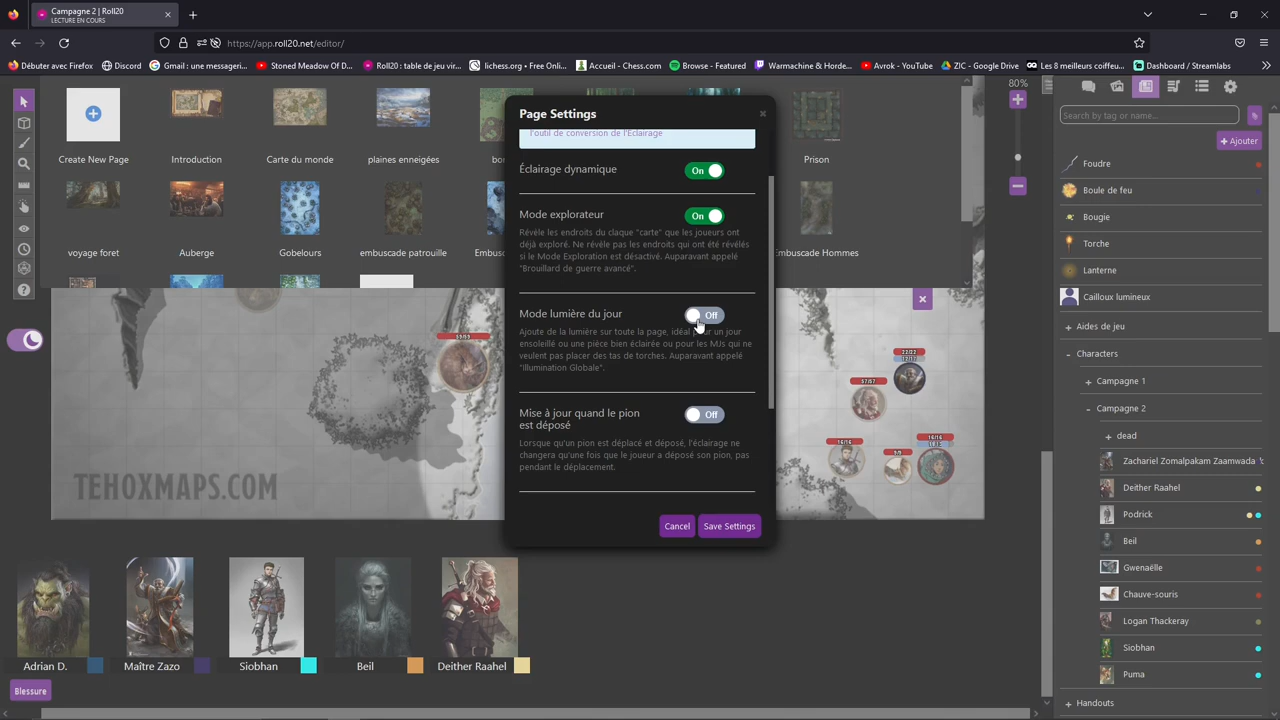 Campagne 2 | Roll20
LECTURE EN COURS
https://app.roll20.net/editor/
Débuter avec Firefox
Discord
Gmail : une messageri...
Stoned Meadow Of D...
Roll20 : table de jeu vir...
lichess.org • Free Onli...
Accueil - Chess.com
Browse - Featured
Warmachine & Horde...
Avrok - YouTube
ZIC - Google Drive
Les 8 meilleurs coiffeu...
Dashboard / Streamlabs
Create New Page
Introduction
Carte du monde
plaines enneigées
Prison
voyage foret
Auberge
Gobelours
embuscade patrouille
Embuscade Hommes
80%
Page Settings
l'outil de conversion de l'Éclairage
Éclairage dynamique
On
Mode explorateur
On
Révèle les endroits du claque "carte" que les joueurs ont
déjà exploré. Ne révèle pas les endroits qui ont été révélés
si le Mode Exploration est désactivé. Auparavant appelé
"Brouillard de guerre avancé".
Mode lumière du jour
Off
Ajoute de la lumière sur toute la page, idéal pour un jour
ensoleillé ou une pièce bien éclairée ou pour les MJs qui ne
veulent pas placer des tas de torches. Auparavant appelé
"Illumination Globale".
Mise à jour quand le pion
est déposé
Off
Lorsqu'un pion est déplacé et déposé, l'éclairage ne
changera qu'une fois que le joueur a déposé son pion, pas
pendant le déplacement.
Cancel
Save Settings
TEHOXMAPS.COM
22/22
57/57
16/16
9/9
16/16
Adrian D.
Maître Zazo
Siobhan
Beil
Deither Raahel
Blessure
Search by tag or name...
+ Ajouter
Foudre
Boule de feu
Bougie
Torche
Lanterne
Cailloux lumineux
+ Aides de jeu
- Characters
+ Campagne 1
- Campagne 2
+ dead
Zachariel Zomalpakam Zaamwada
Deither Raahel
Podrick
Beil
Gwenaëlle
Chauve-souris
Logan Thackeray
Siobhan
Puma
+ Handouts